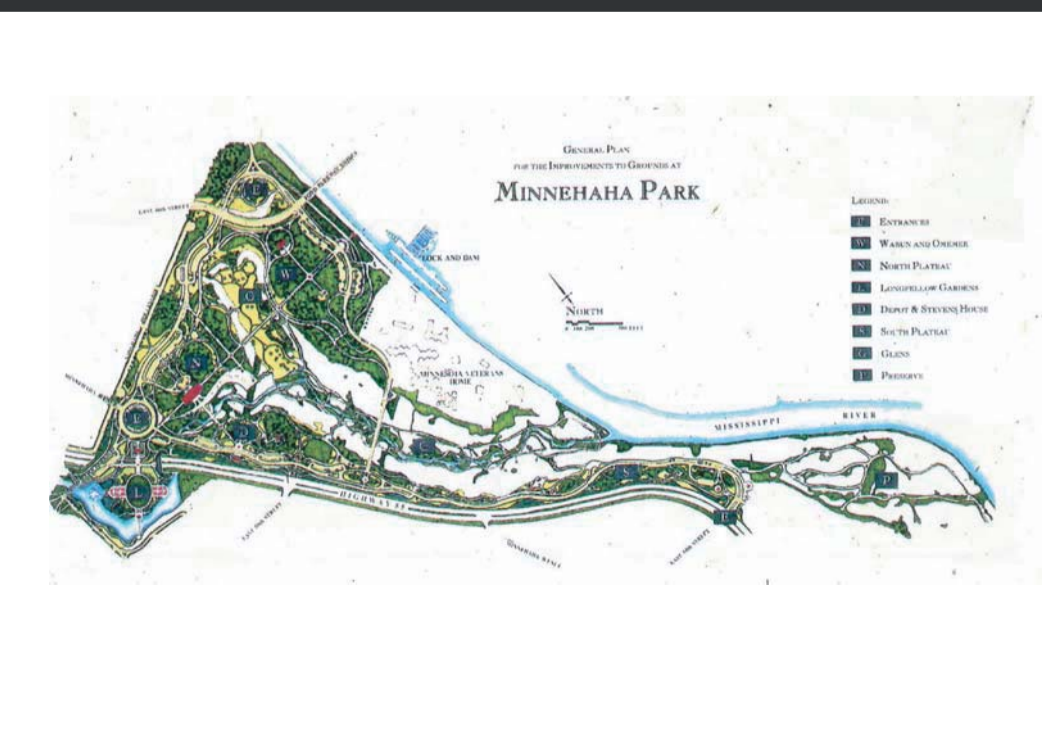 GENERAL PLAN
FOR THE IMPROVEMENTS TO GROUNDS AT
MINNEHAHA PARK
LEGEND:
E ENTRANCES
W WABUN AND OMEMEE
N NORTH PLATEAU
L LONGFELLOW GARDENS
D DEPOT & STEVENS HOUSE
S SOUTH PLATEAU
G GLENS
P PRESERVE
E
LOCK AND DAM
W
G
NORTH
N
MINNESOTA VETERANS
HOME
E
MISSISSIPPI RIVER
D
S
P
L
HIGHWAY 55
E